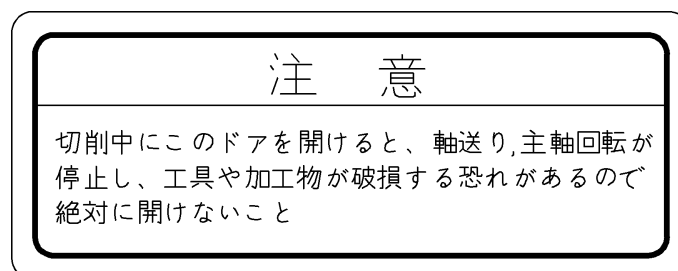 注　意
切削中にこのドアを開けると、軸送り,主軸回転が
停止し、工具や加工物が破損する恐れがあるので
絶対に開けないこと